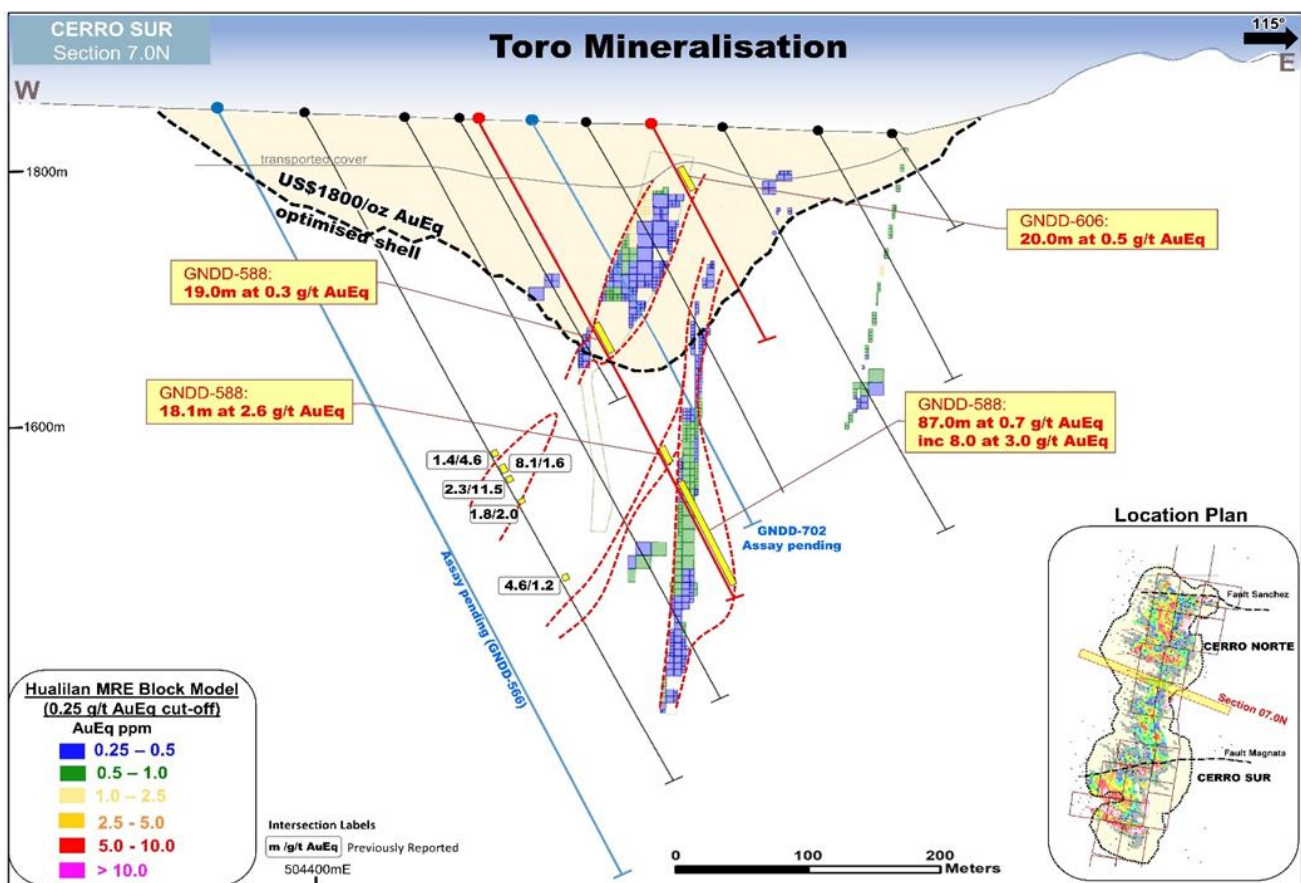 CERRO SUR
Section 7.0N
Toro Mineralisation
115°
W
E
transported cover
1800m
US$1800/oz AuEq
optimised shell
GNDD-606:
20.0m at 0.5 g/t AuEq
GNDD-588:
19.0m at 0.3 g/t AuEq
GNDD-588:
18.1m at 2.6 g/t AuEq
GNDD-588:
87.0m at 0.7 g/t AuEq
inc 8.0 at 3.0 g/t AuEq
1600m
1.4/4.6
8.1/1.6
2.3/11.5
1.8/2.0
4.6/1.2
GNDD-702
Assay pending
Assay pending (GNDD-566)
Location Plan
Fault Sanchez
CERRO NORTE
Section 07.0N
Fault Magnata
CERRO SUR
Hualilan MRE Block Model
(0.25 g/t AuEq cut-off)
AuEq ppm
0.25 – 0.5
0.5 – 1.0
1.0 – 2.5
2.5 - 5.0
5.0 - 10.0
> 10.0
Intersection Labels
m /g/t AuEq Previously Reported
504400mE
0 100 200
Meters